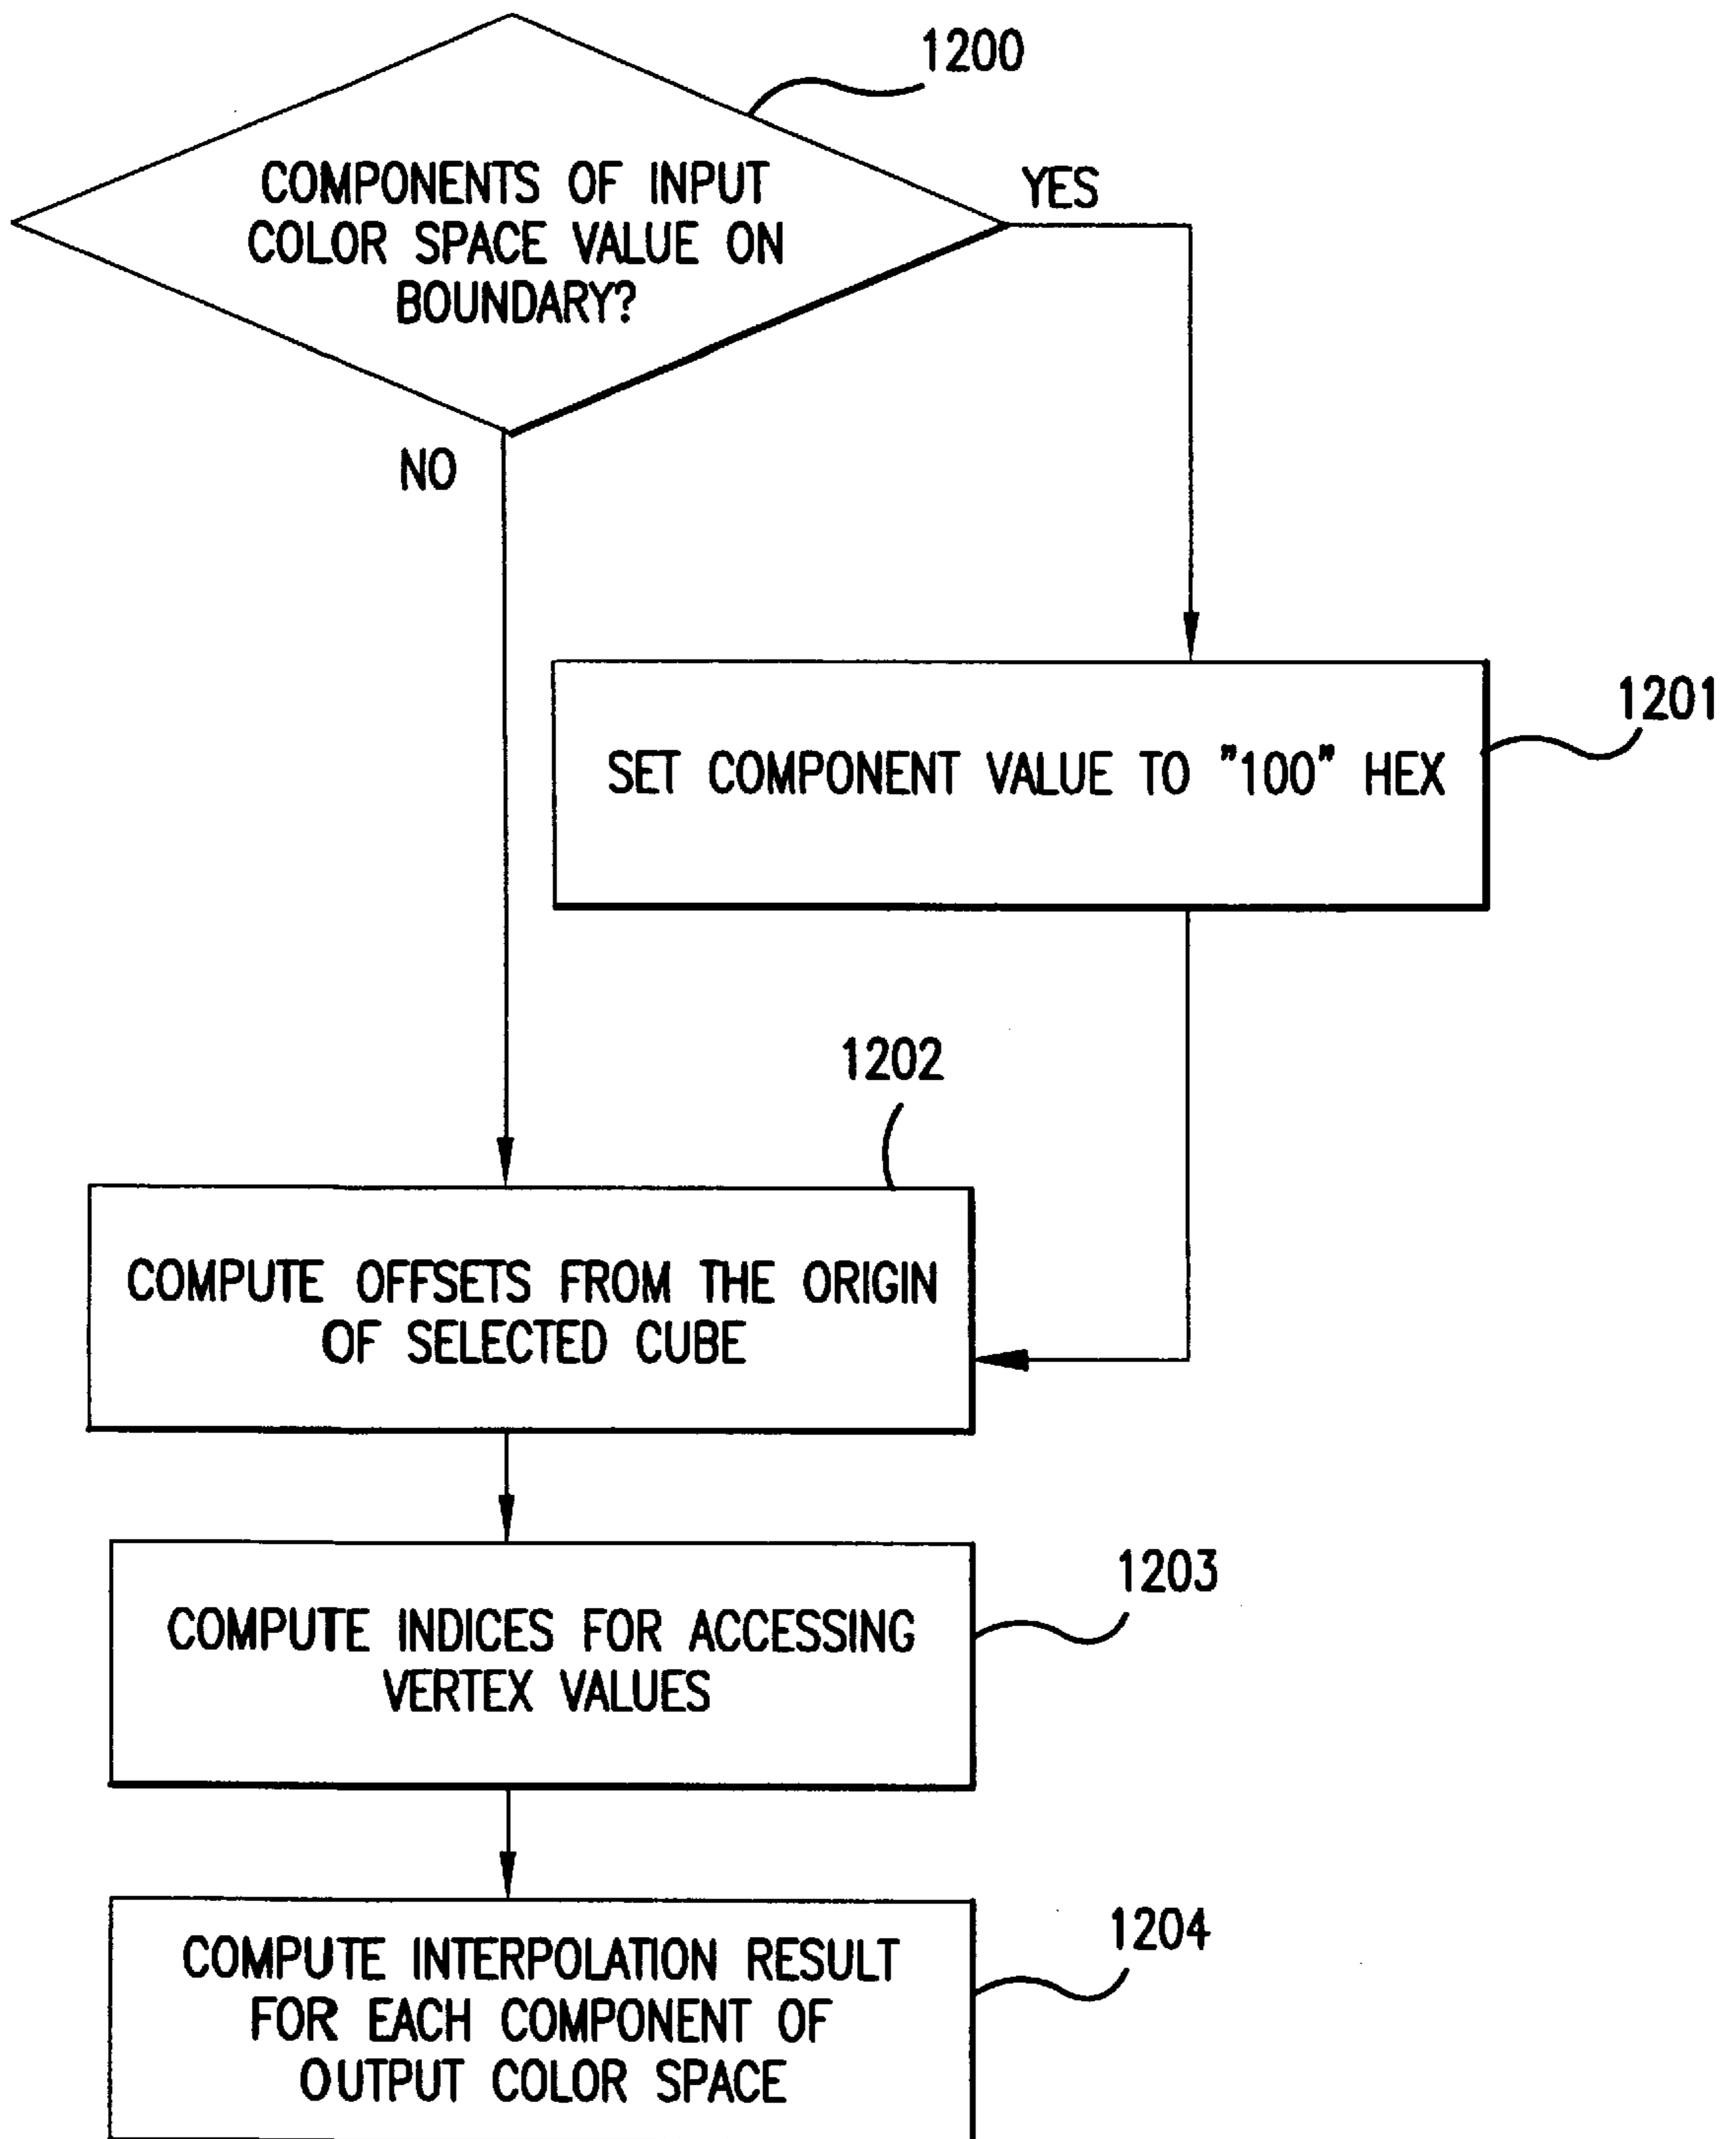 1200
COMPONENTS OF INPUT
COLOR SPACE VALUE ON
BOUNDARY?
YES
NO
1201
SET COMPONENT VALUE TO "100" HEX
1202
COMPUTE OFFSETS FROM THE ORIGIN
OF SELECTED CUBE
1203
COMPUTE INDICES FOR ACCESSING
VERTEX VALUES
1204
COMPUTE INTERPOLATION RESULT
FOR EACH COMPONENT OF
OUTPUT COLOR SPACE